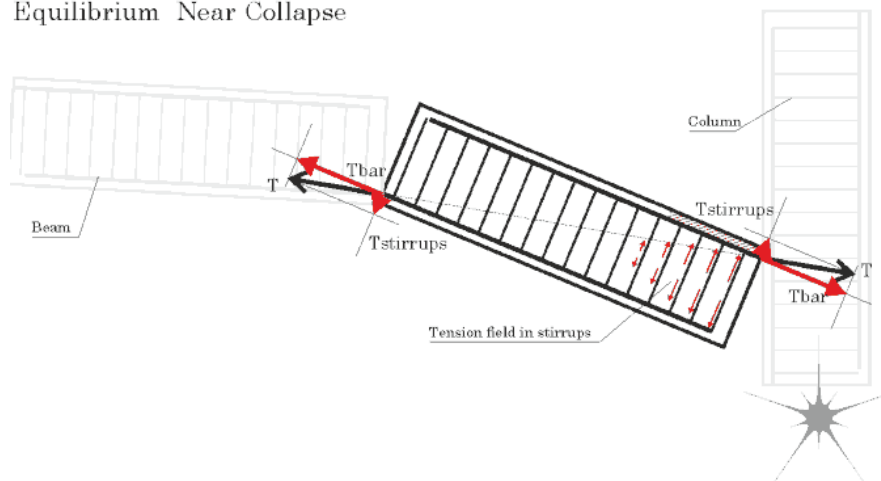 Equilibrium Near Collapse
Column
Tbar
T
Tstirrups
Tstirrups
Beam
T
Tbar
Tension field in stirrups